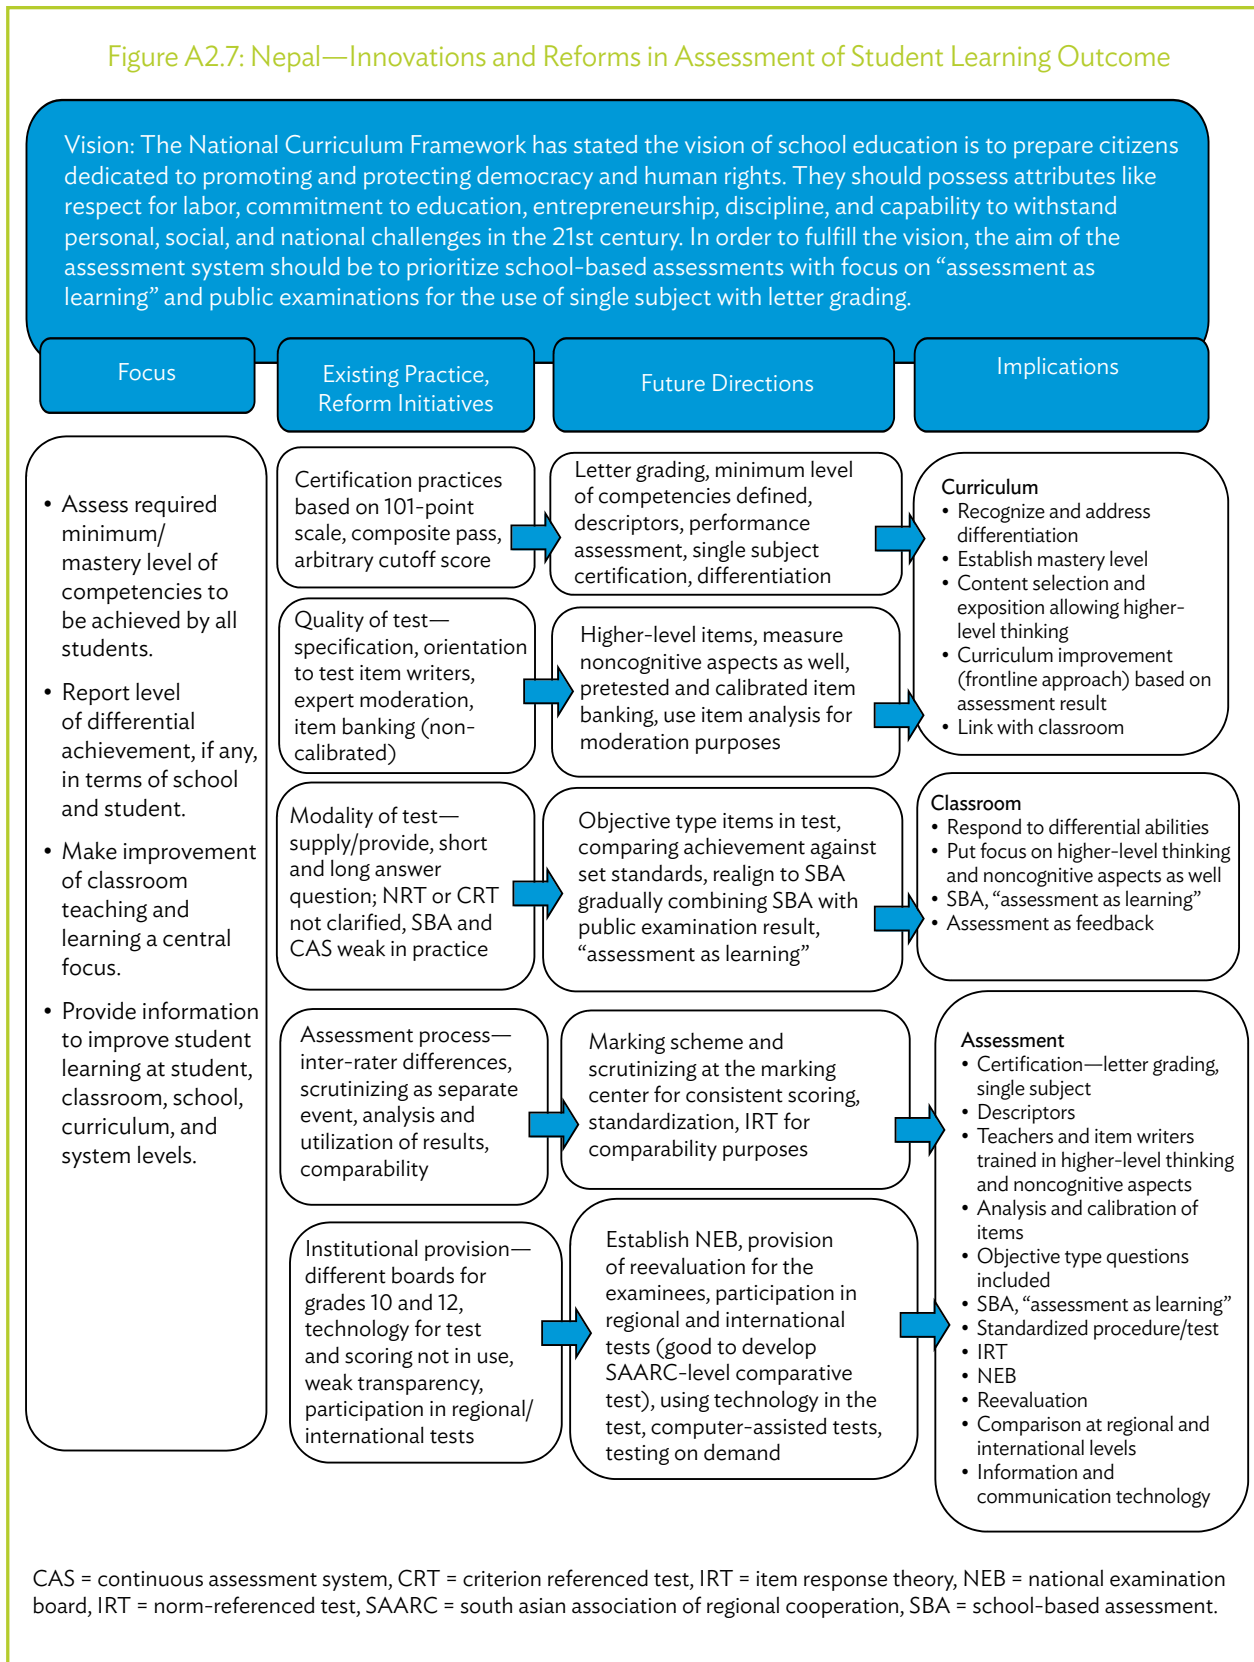 Figure A2.7: Nepal—Innovations and Reforms in Assessment of Student Learning Outcome
Vision: The National Curriculum Framework has stated the vision of school education is to prepare citizens
dedicated to promoting and protecting democracy and human rights. They should possess attributes like
respect for labor, commitment to education, entrepreneurship, discipline, and capability to withstand
personal, social, and national challenges in the 21st century. In order to fulfill the vision, the aim of the
assessment system should be to prioritize school-based assessments with focus on “assessment as
learning” and public examinations for the use of single subject with letter grading.
Focus
Existing Practice,
Reform Initiatives
Future Directions
Implications
• Assess required
minimum/
mastery level of
competencies to
be achieved by all
students.
• Report level
of differential
achievement, if any,
in terms of school
and student.
• Make improvement
of classroom
teaching and
learning a central
focus.
• Provide information
to improve student
learning at student,
classroom, school,
curriculum, and
system levels.
Certification practices
based on 101-point
scale, composite pass,
arbitrary cutoff score
Letter grading, minimum level
of competencies defined,
descriptors, performance
assessment, single subject
certification, differentiation
Quality of test—
specification, orientation
to test item writers,
expert moderation,
item banking (non-
calibrated)
Higher-level items, measure
noncognitive aspects as well,
pretested and calibrated item
banking, use item analysis for
moderation purposes
Modality of test—
supply/provide, short
and long answer
question; NRT or CRT
not clarified, SBA and
CAS weak in practice
Objective type items in test,
comparing achievement against
set standards, realign to SBA
gradually combining SBA with
public examination result,
“assessment as learning”
Assessment process—
inter-rater differences,
scrutinizing as separate
event, analysis and
utilization of results,
comparability
Marking scheme and
scrutinizing at the marking
center for consistent scoring,
standardization, IRT for
comparability purposes
Institutional provision—
different boards for
grades 10 and 12,
technology for test
and scoring not in use,
weak transparency,
participation in regional/
international tests
Establish NEB, provision
of reevaluation for the
examinees, participation in
regional and international
tests (good to develop
SAARC-level comparative
test), using technology in the
test, computer-assisted tests,
testing on demand
Curriculum
• Recognize and address
differentiation
• Establish mastery level
• Content selection and
exposition allowing higher-
level thinking
• Curriculum improvement
(frontline approach) based on
assessment result
• Link with classroom
Classroom
• Respond to differential abilities
• Put focus on higher-level thinking
and noncognitive aspects as well
• SBA, “assessment as learning”
• Assessment as feedback
Assessment
• Certification—letter grading,
single subject
• Descriptors
• Teachers and item writers
trained in higher-level thinking
and noncognitive aspects
• Analysis and calibration of
items
• Objective type questions
included
• SBA, “assessment as learning”
• Standardized procedure/test
• IRT
• NEB
• Reevaluation
• Comparison at regional and
international levels
• Information and
communication technology
CAS = continuous assessment system, CRT = criterion referenced test, IRT = item response theory, NEB = national examination
board, IRT = norm-referenced test, SAARC = south asian association of regional cooperation, SBA = school-based assessment.